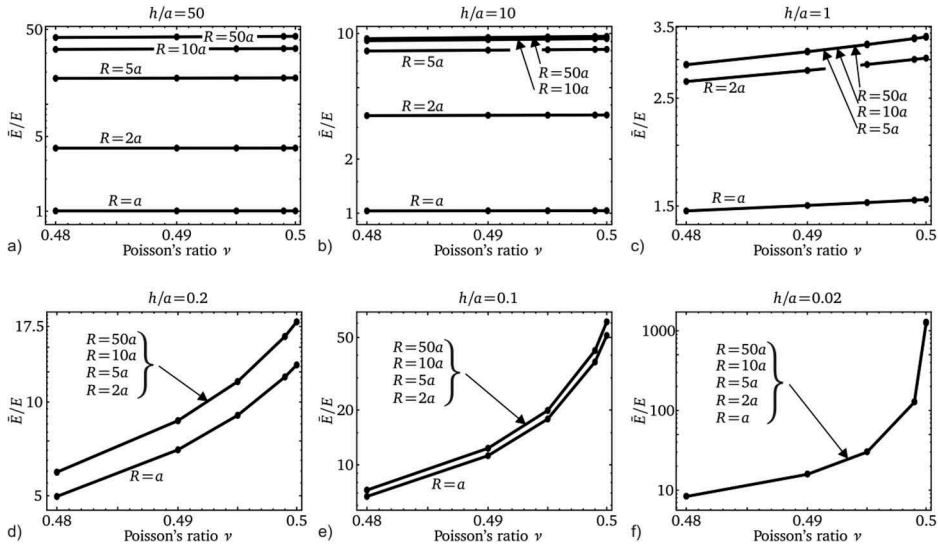 h/a=50
50
R=50a
R=10a
R=5a
5
Ē/E
R=2a
R=a
1
0.48
0.49
0.5
a)
Poisson's ratio ν
h/a=10
10
R=5a
R=50a
R=10a
R=2a
Ē/E
2
R=a
1
0.48
0.49
0.5
b)
Poisson's ratio ν
h/a=1
3.5
2.5
R=2a
R=50a
R=10a
R=5a
Ē/E
R=a
1.5
0.48
0.49
0.5
c)
Poisson's ratio ν
h/a=0.2
17.5
R=50a
R=10a
R=5a
R=2a
10
Ē/E
R=a
5
0.48
0.49
0.5
d)
Poisson's ratio ν
h/a=0.1
50
R=50a
R=10a
R=5a
R=2a
20
Ē/E
10
R=a
0.48
0.49
0.5
e)
Poisson's ratio ν
h/a=0.02
1000
R=50a
R=10a
R=5a
R=2a
R=a
100
Ē/E
10
0.48
0.49
0.5
f)
Poisson's ratio ν